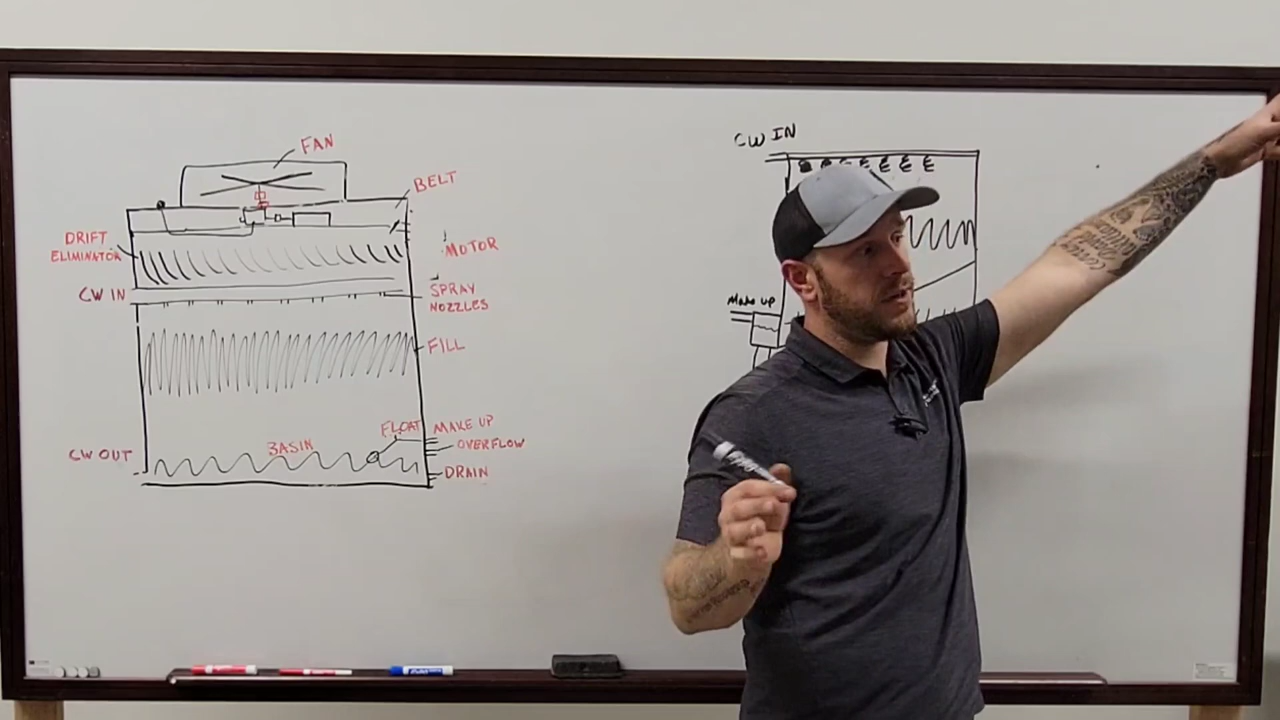 FAN
BELT
DRIFT
ELIMINATOR
MOTOR
CW IN
SPRAY
NOZZLES
FILL
FLOAT
MAKE UP
BASIN
OVERFLOW
CW OUT
DRAIN
CW IN
Make up